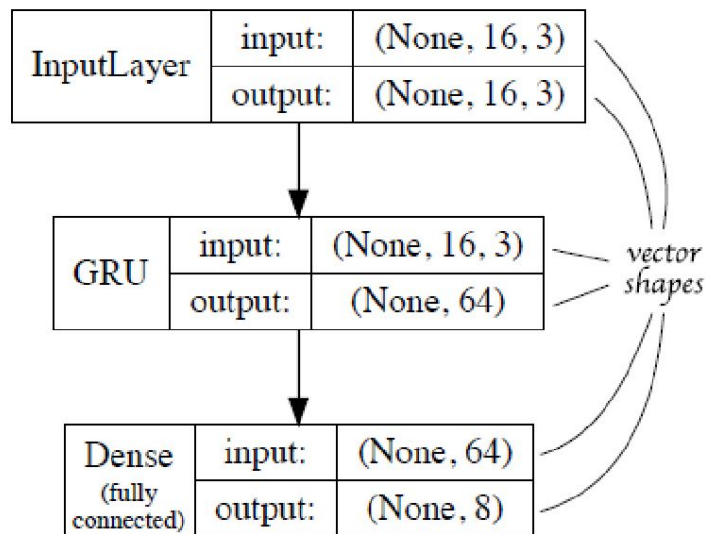 InputLayer
input: (None, 16, 3)
output: (None, 16, 3)
GRU
input: (None, 16, 3)
output: (None, 64)
vector
shapes
Dense
(fully
connected)
input: (None, 64)
output: (None, 8)